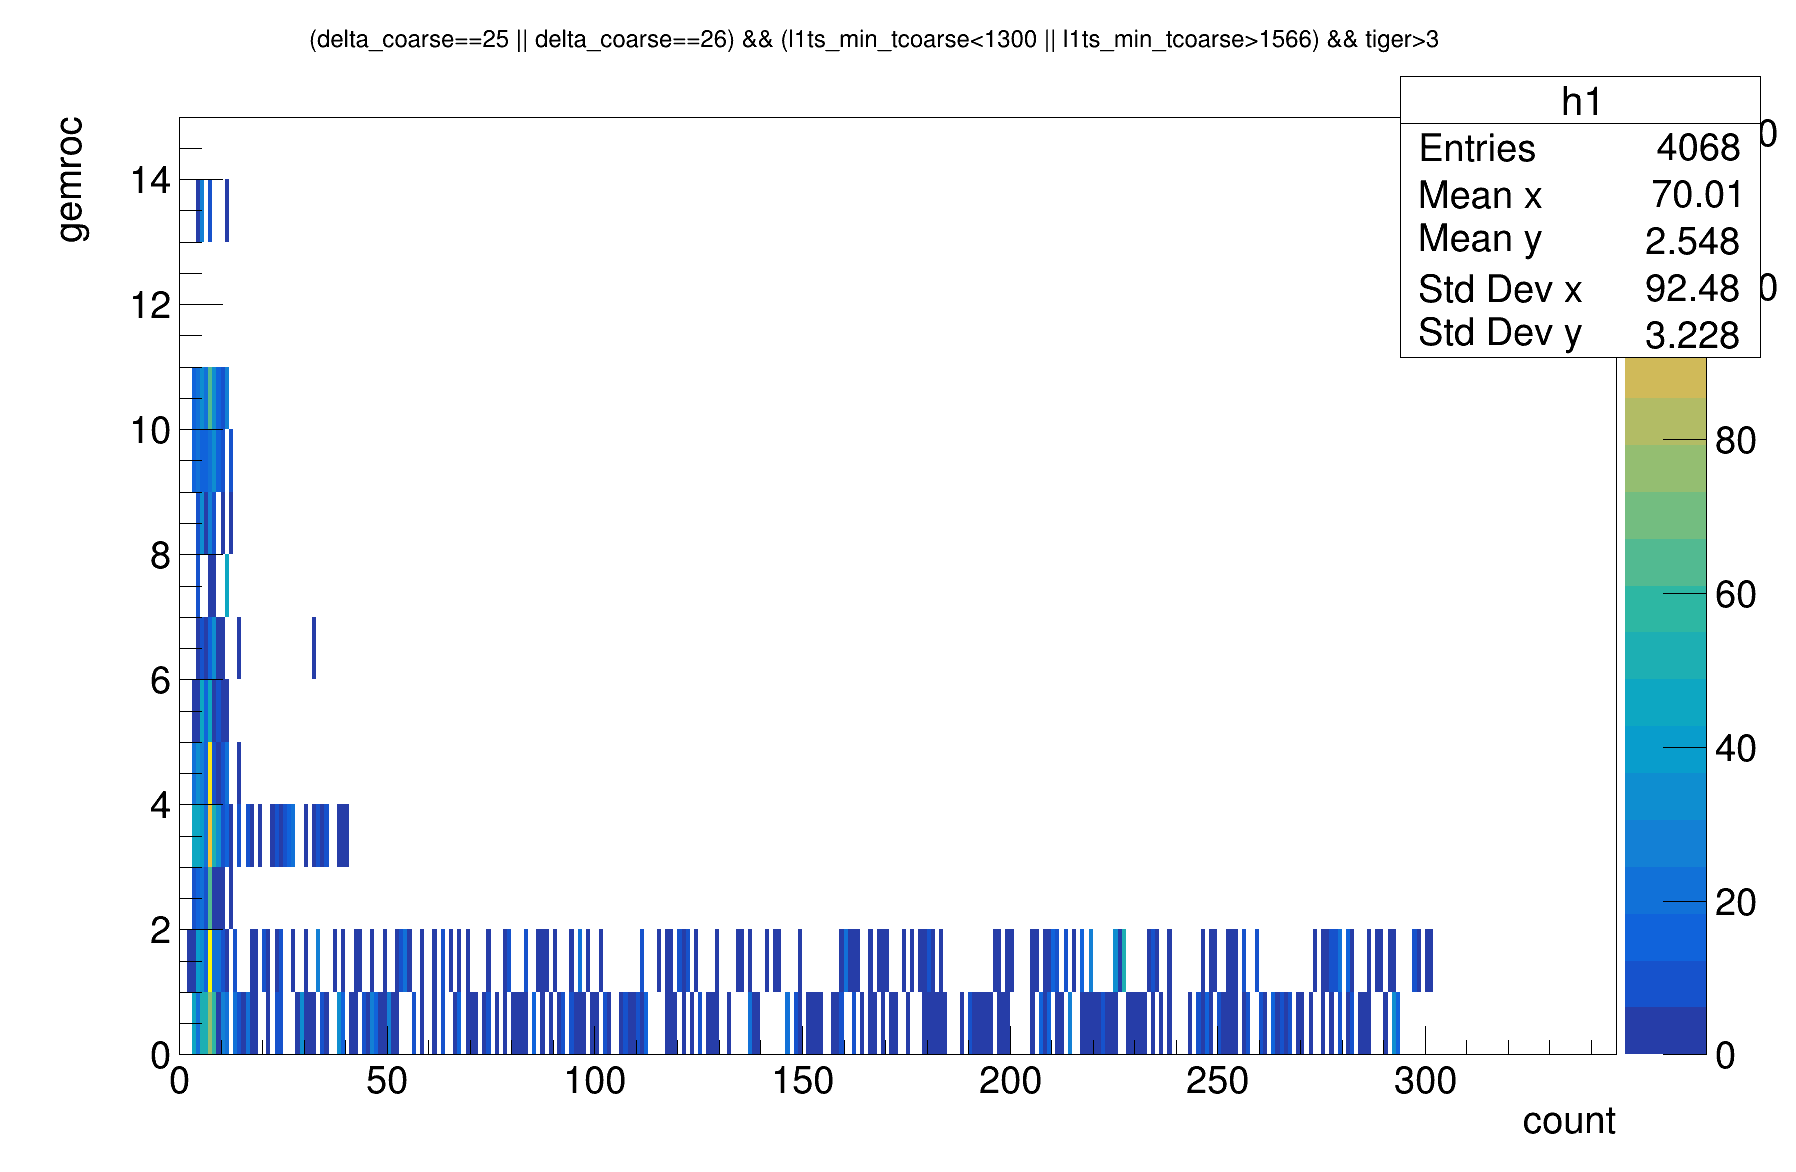 (delta_coarse==25 || delta_coarse==26) && (l1ts_min_tcoarse<1300 || l1ts_min_tcoarse>1566) && tiger>3
h1
Entries 4068
Mean x 70.01
Mean y 2.548
Std Dev x 92.48
Std Dev y 3.228
gemroc
14
12
10
8
6
4
2
0
0 50 100 150 200 250 300
count
0
0
80
60
40
20
0